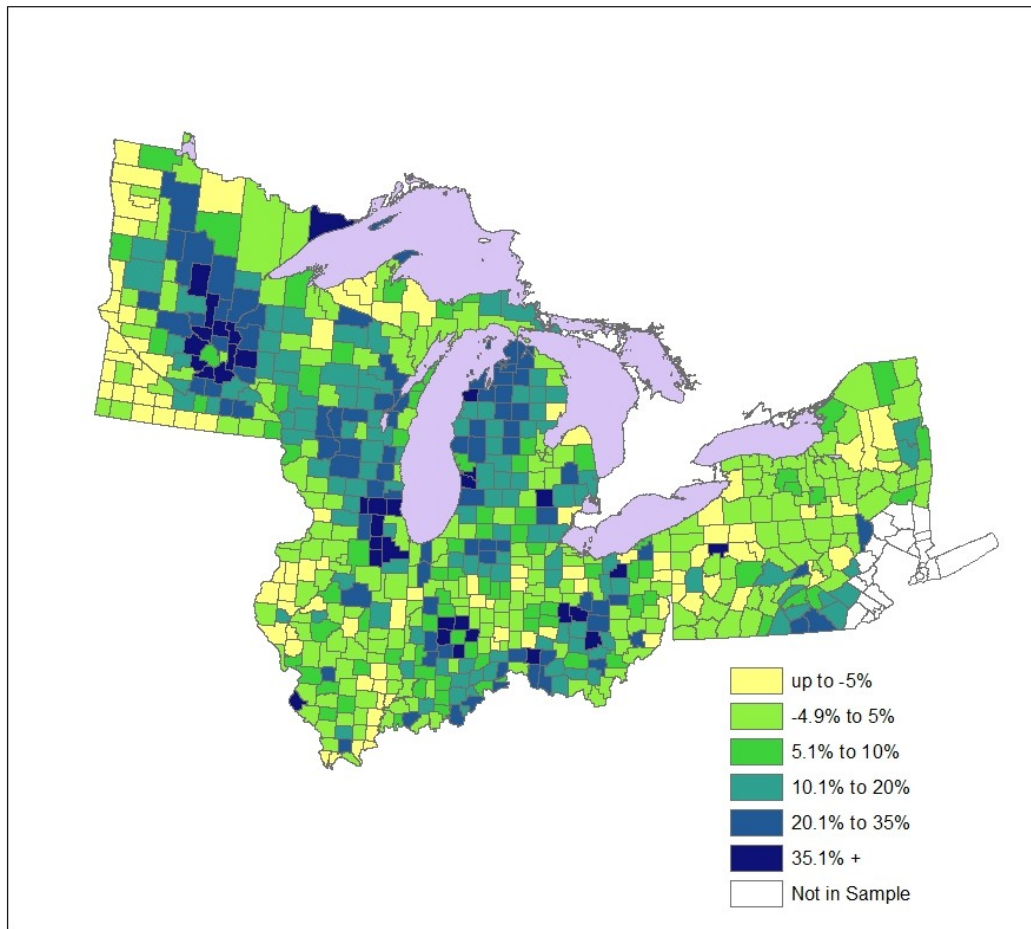 up to -5%
-4.9% to 5%
5.1% to 10%
10.1% to 20%
20.1% to 35%
35.1% +
Not in Sample